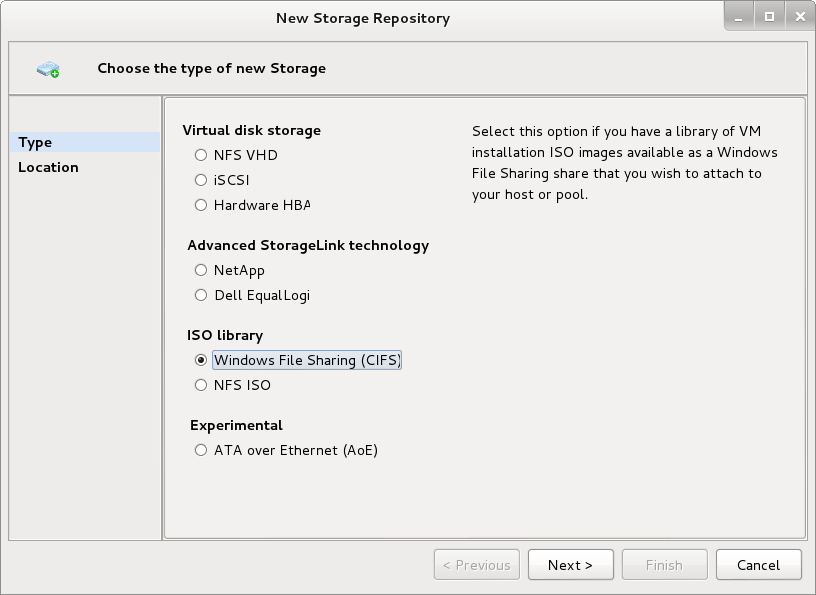 New Storage Repository
Choose the type of new Storage
Type
Location
Virtual disk storage
NFS VHD
iSCSI
Hardware HBA
Advanced StorageLink technology
NetApp
Dell EqualLogi
ISO library
Windows File Sharing (CIFS)
NFS ISO
Experimental
ATA over Ethernet (AoE)
Select this option if you have a library of VM
installation ISO images available as a Windows
File Sharing share that you wish to attach to
your host or pool.
< Previous
Next >
Finish
Cancel